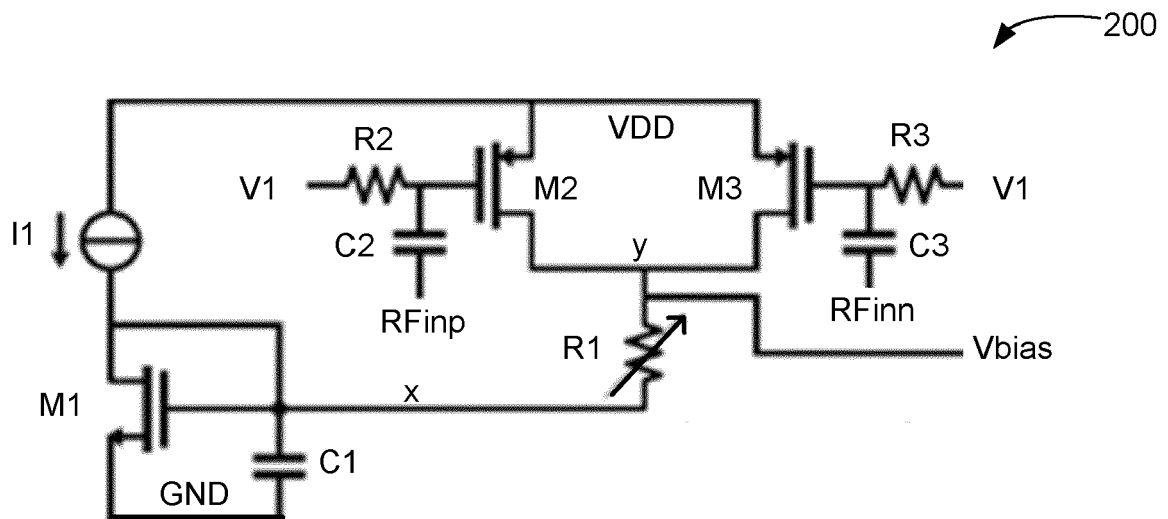 200
VDD
R2
R3
V1
M2
M3
V1
I1
C2
y
C3
RFinp
RFinn
R1
Vbias
M1
x
C1
GND